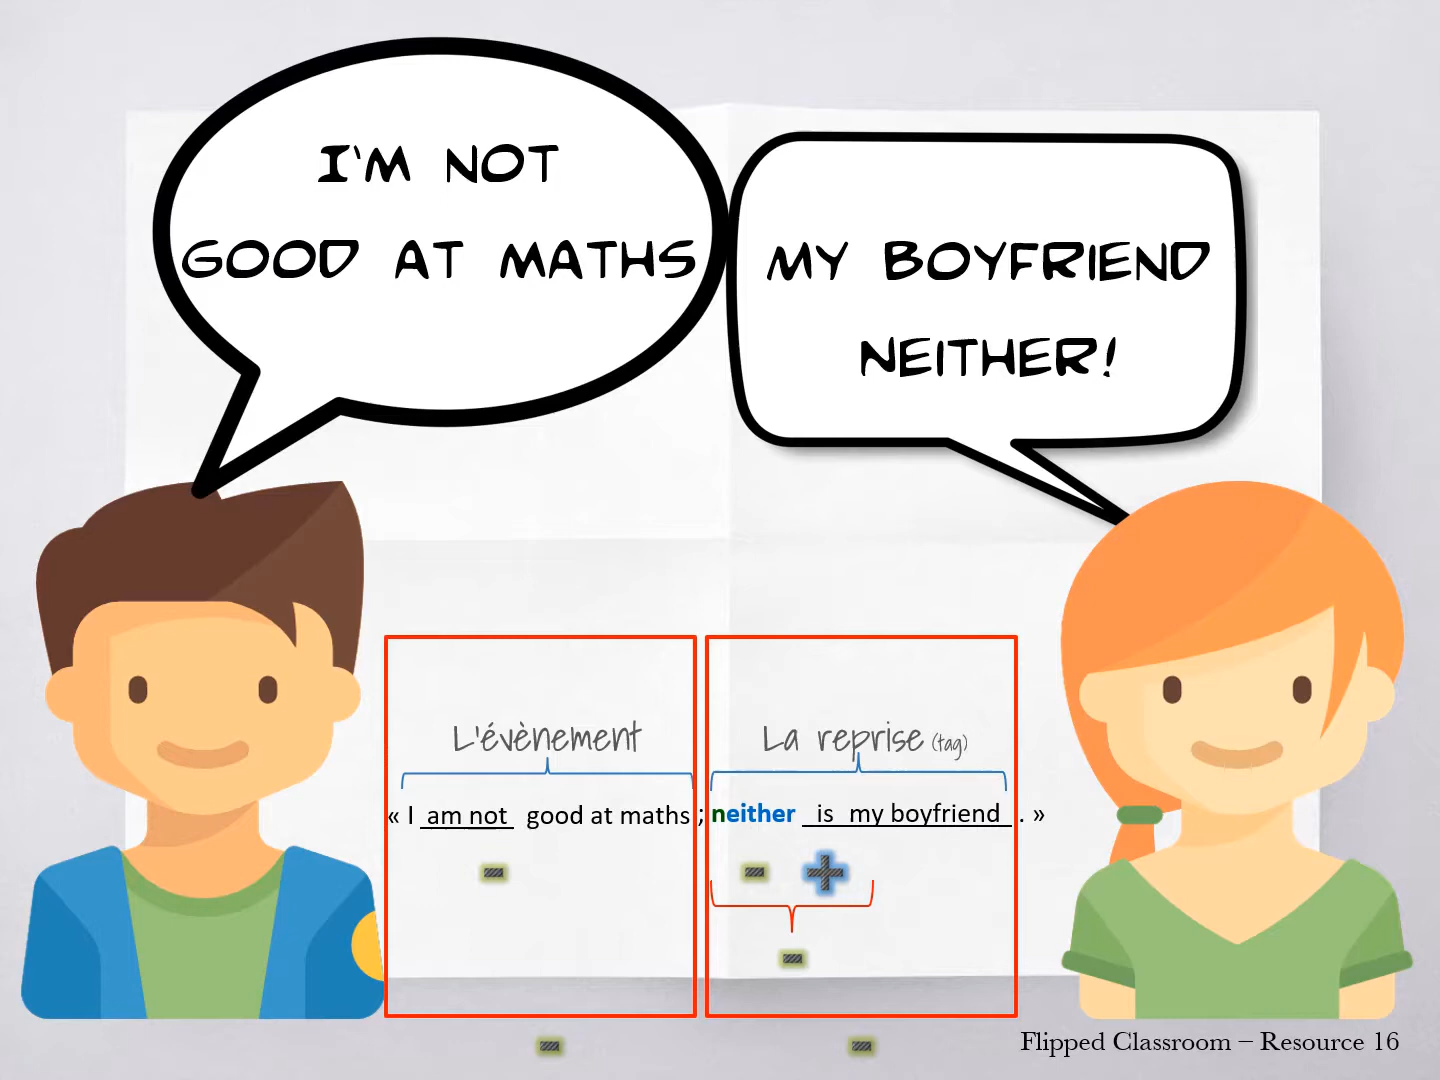 I'M NOT
GOOD AT MATHS
MY BOYFRIEND
NEITHER!
L'évènement
La reprise (tag)
« I am not good at maths ; neither is my boyfriend . »
Flipped Classroom – Resource 16